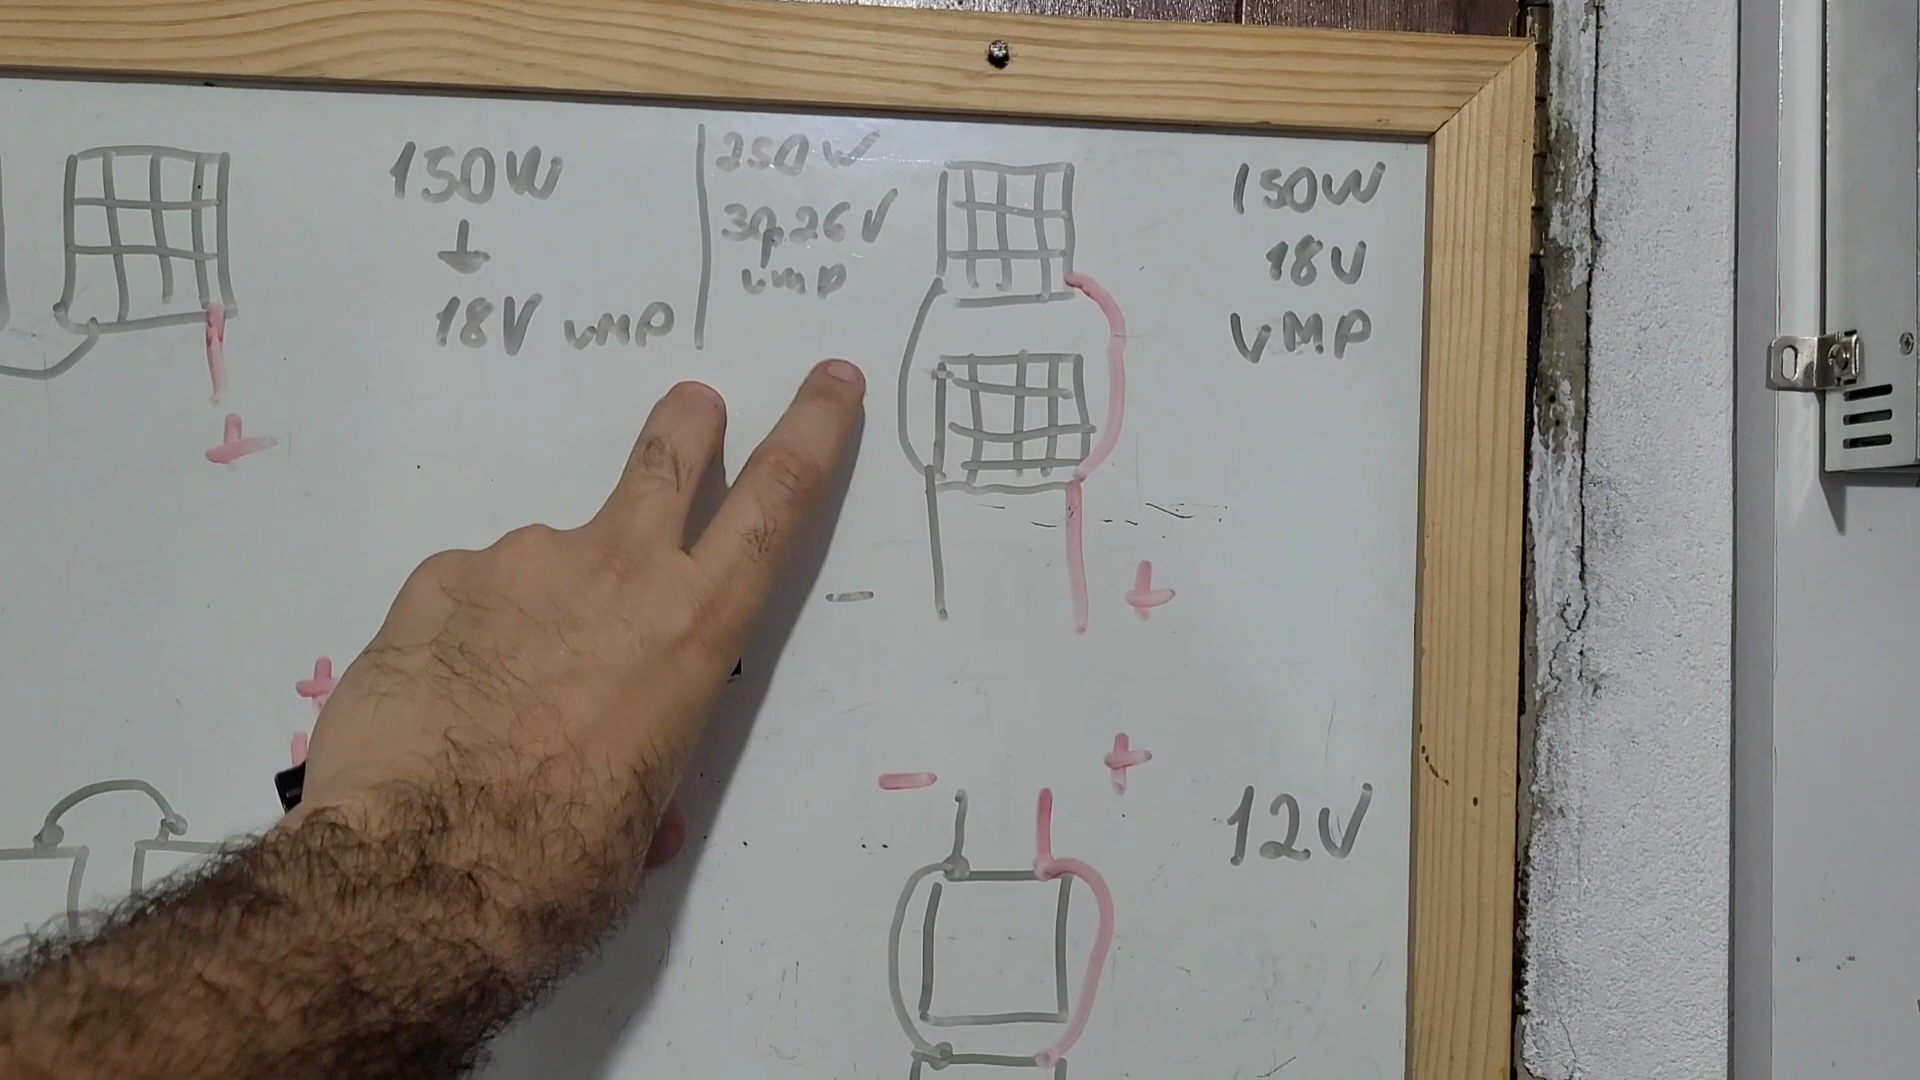 150W
18V VMP
250W
30,26V
vmp
150W
18V
VMP
+
-
+
+
-
+
12V